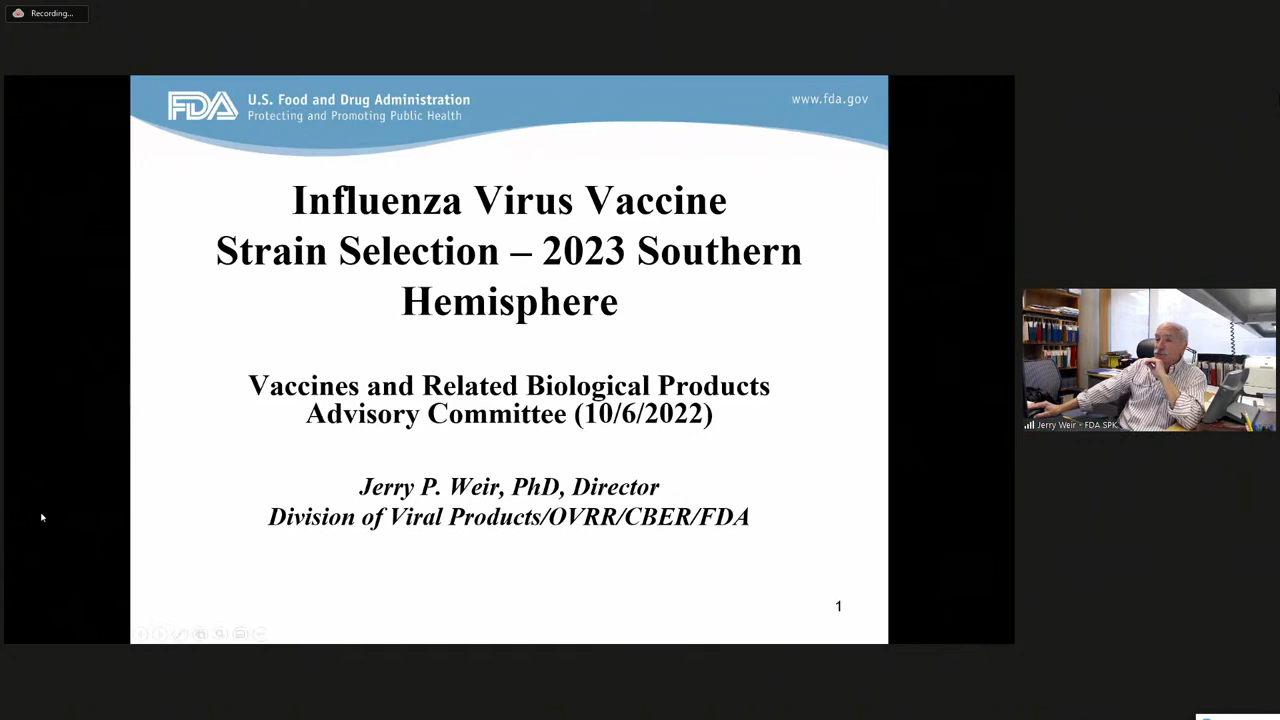 Recording...
FDA U.S. Food and Drug Administration
Protecting and Promoting Public Health
www.fda.gov
Influenza Virus Vaccine
Strain Selection – 2023 Southern
Hemisphere
Vaccines and Related Biological Products
Advisory Committee (10/6/2022)
Jerry P. Weir, PhD, Director
Division of Viral Products/OVRR/CBER/FDA
1
Jerry Weir - FDA SPK